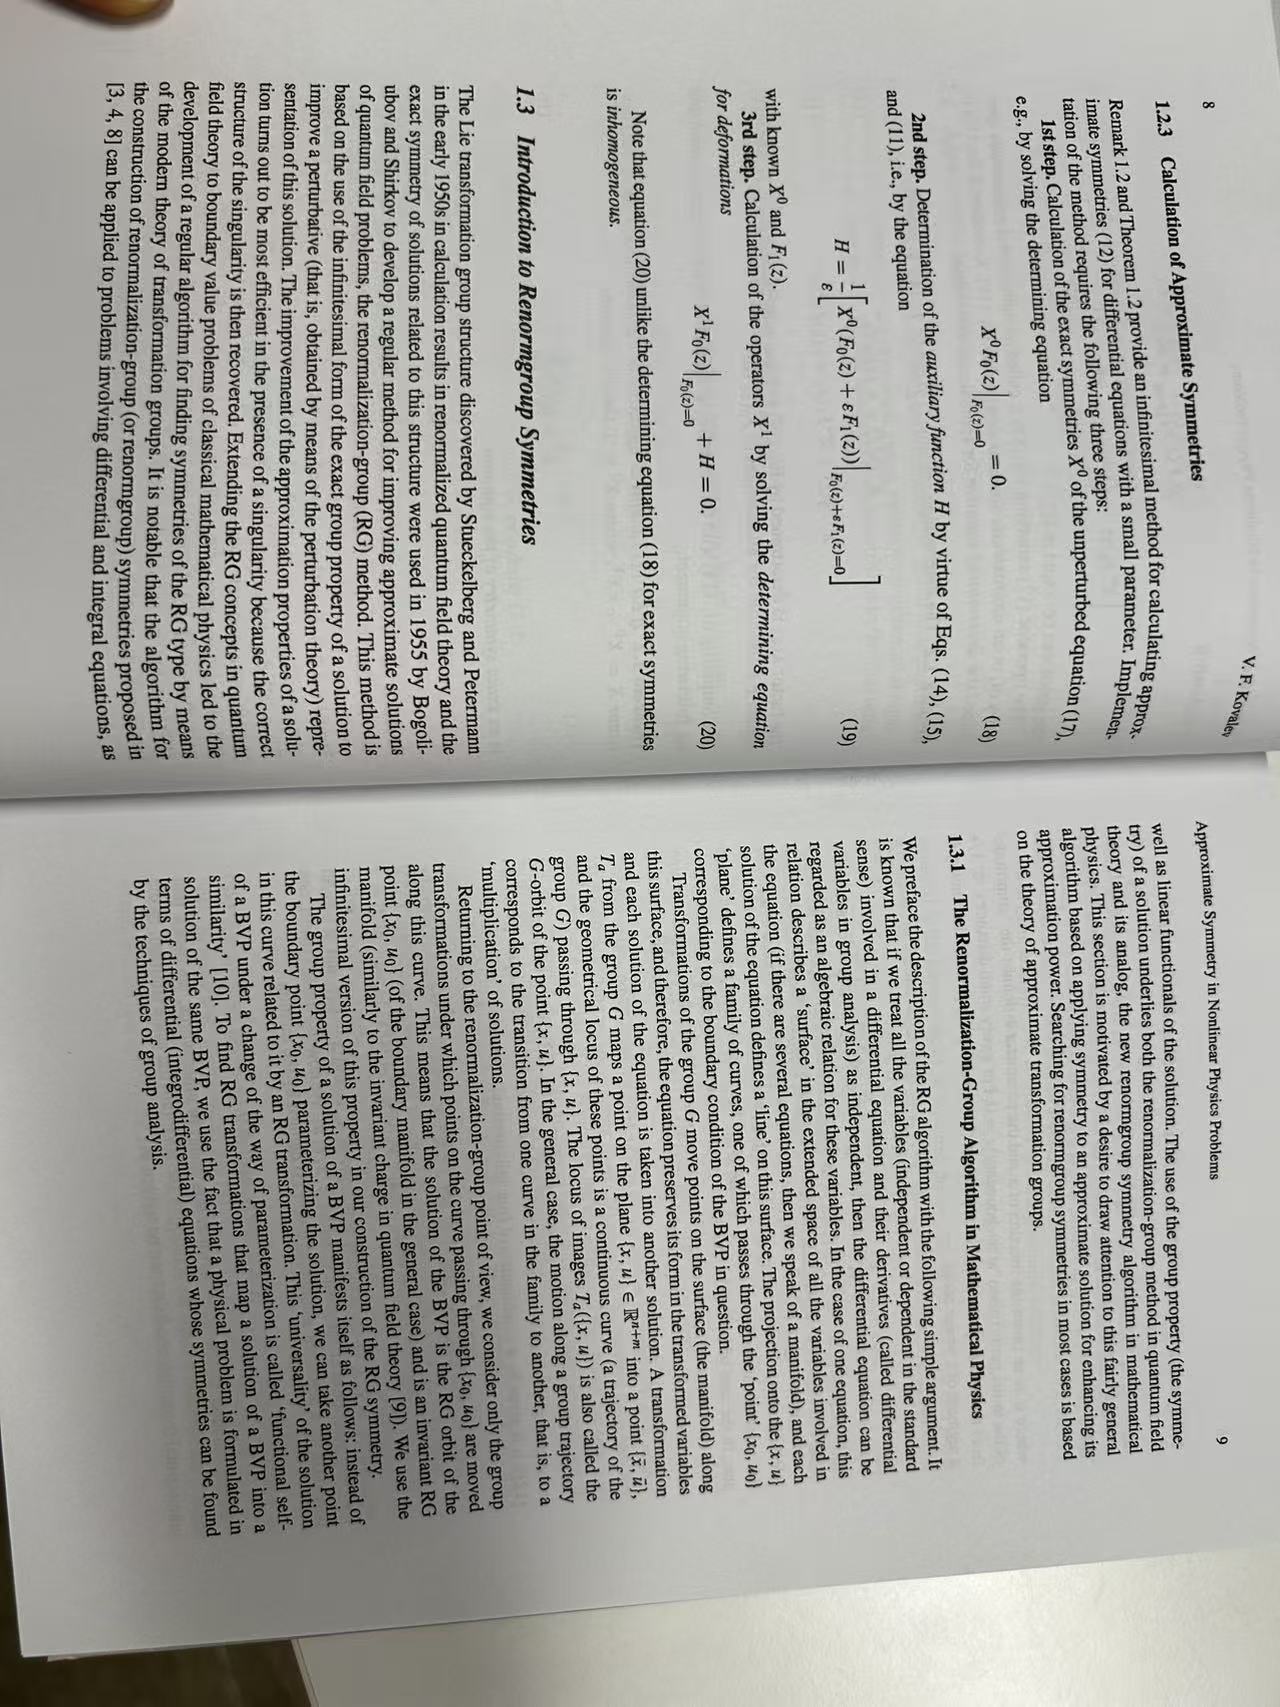 8
V. F. Kovalev
1.2.3 Calculation of Approximate Symmetries
Remark 1.2 and Theorem 1.2 provide an infinitesimal method for calculating approx-
imate symmetries (12) for differential equations with a small parameter. Implemen-
tation of the method requires the following three steps:
1st step. Calculation of the exact symmetries X⁰ of the unperturbed equation (17),
e.g., by solving the determining equation
X⁰F₀(z)|_{F₀(z)=0} = 0. (18)
2nd step. Determination of the auxiliary function H by virtue of Eqs. (14), (15),
and (11), i.e., by the equation
H = 1/ε [X⁰(F₀(z) + εF₁(z))|_{F₀(z)+εF₁(z)=0}] (19)
with known X⁰ and F₁(z).
3rd step. Calculation of the operators X¹ by solving the determining equation
for deformations
X¹F₀(z)|_{F₀(z)=0} + H = 0. (20)
Note that equation (20) unlike the determining equation (18) for exact symmetries
is inhomogeneous.
1.3 Introduction to Renormgroup Symmetries
The Lie transformation group structure discovered by Stueckelberg and Petermann
in the early 1950s in calculation results in renormalized quantum field theory and the
exact symmetry of solutions related to this structure were used in 1955 by Bogoli-
ubov and Shirkov to develop a regular method for improving approximate solutions
of quantum field problems, the renormalization-group (RG) method. This method is
based on the use of the infinitesimal form of the exact group property of a solution to
improve a perturbative (that is, obtained by means of the perturbation theory) repre-
sentation of this solution. The improvement of the approximation properties of a solu-
tion turns out to be most efficient in the presence of a singularity because the correct
structure of the singularity is then recovered. Extending the RG concepts in quantum
field theory to boundary value problems of classical mathematical physics led to the
development of a regular algorithm for finding symmetries of the RG type by means
of the modern theory of transformation groups. It is notable that the algorithm for
the construction of renormalization-group (or renormgroup) symmetries proposed in
[3, 4, 8] can be applied to problems involving differential and integral equations, as
Approximate Symmetry in Nonlinear Physics Problems
9
well as linear functionals of the solution. The use of the group property (the symme-
try) of a solution underlies both the renormalization-group method in quantum field
theory and its analog, the new renormgroup symmetry algorithm in mathematical
physics. This section is motivated by a desire to draw attention to this fairly general
algorithm based on applying symmetry to an approximate solution for enhancing its
approximation power. Searching for renormgroup symmetries in most cases is based
on the theory of approximate transformation groups.
1.3.1 The Renormalization-Group Algorithm in Mathematical Physics
We preface the description of the RG algorithm with the following simple argument. It
is known that if we treat all the variables (independent or dependent in the standard
sense) involved in a differential equation and their derivatives (called differential
variables in group analysis) as independent, then the differential equation can be
regarded as an algebraic relation for these variables. In the case of one equation, this
relation describes a ‘surface’ in the extended space of all the variables involved in
the equation (if there are several equations, then we speak of a manifold), and each
solution of the equation defines a ‘line’ on this surface. The projection onto the {x, u}
‘plane’ defines a family of curves, one of which passes through the ‘point’ {x₀, u₀}
corresponding to the boundary condition of the BVP in question.
Transformations of the group G move points on the surface (the manifold) along
this surface, and therefore, the equation preserves its form in the transformed variables
and each solution of the equation is taken into another solution. A transformation
Tₐ from the group G maps a point on the plane {x, u} ∈ ℝⁿ⁺ᵐ into a point {x̄, ū},
and the geometrical locus of these points is a continuous curve (a trajectory of the
group G) passing through {x, u}. The locus of images Tₐ({x, u}) is also called the
G-orbit of the point {x, u}. In the general case, the motion along a group trajectory
corresponds to the transition from one curve in the family to another, that is, to a
‘multiplication’ of solutions.
Returning to the renormalization-group point of view, we consider only the group
transformations under which points on the curve passing through {x₀, u₀} are moved
along this curve. This means that the solution of the BVP is the RG orbit of the
point {x₀, u₀} (of the boundary manifold in the general case) and is an invariant RG
manifold (similarly to the invariant charge in quantum field theory [9]). We use the
infinitesimal version of this property in our construction of the RG symmetry.
The group property of a solution of a BVP manifests itself as follows: instead of
the boundary point {x₀, u₀} parameterizing the solution, we can take another point
in this curve related to it by an RG transformation. This ‘universality’ of the solution
of a BVP under a change of the way of parameterization is called ‘functional self-
similarity’ [10]. To find RG transformations that map a solution of a BVP into a
solution of the same BVP, we use the fact that a physical problem is formulated in
terms of differential (integrodifferential) equations whose symmetries can be found
by the techniques of group analysis.